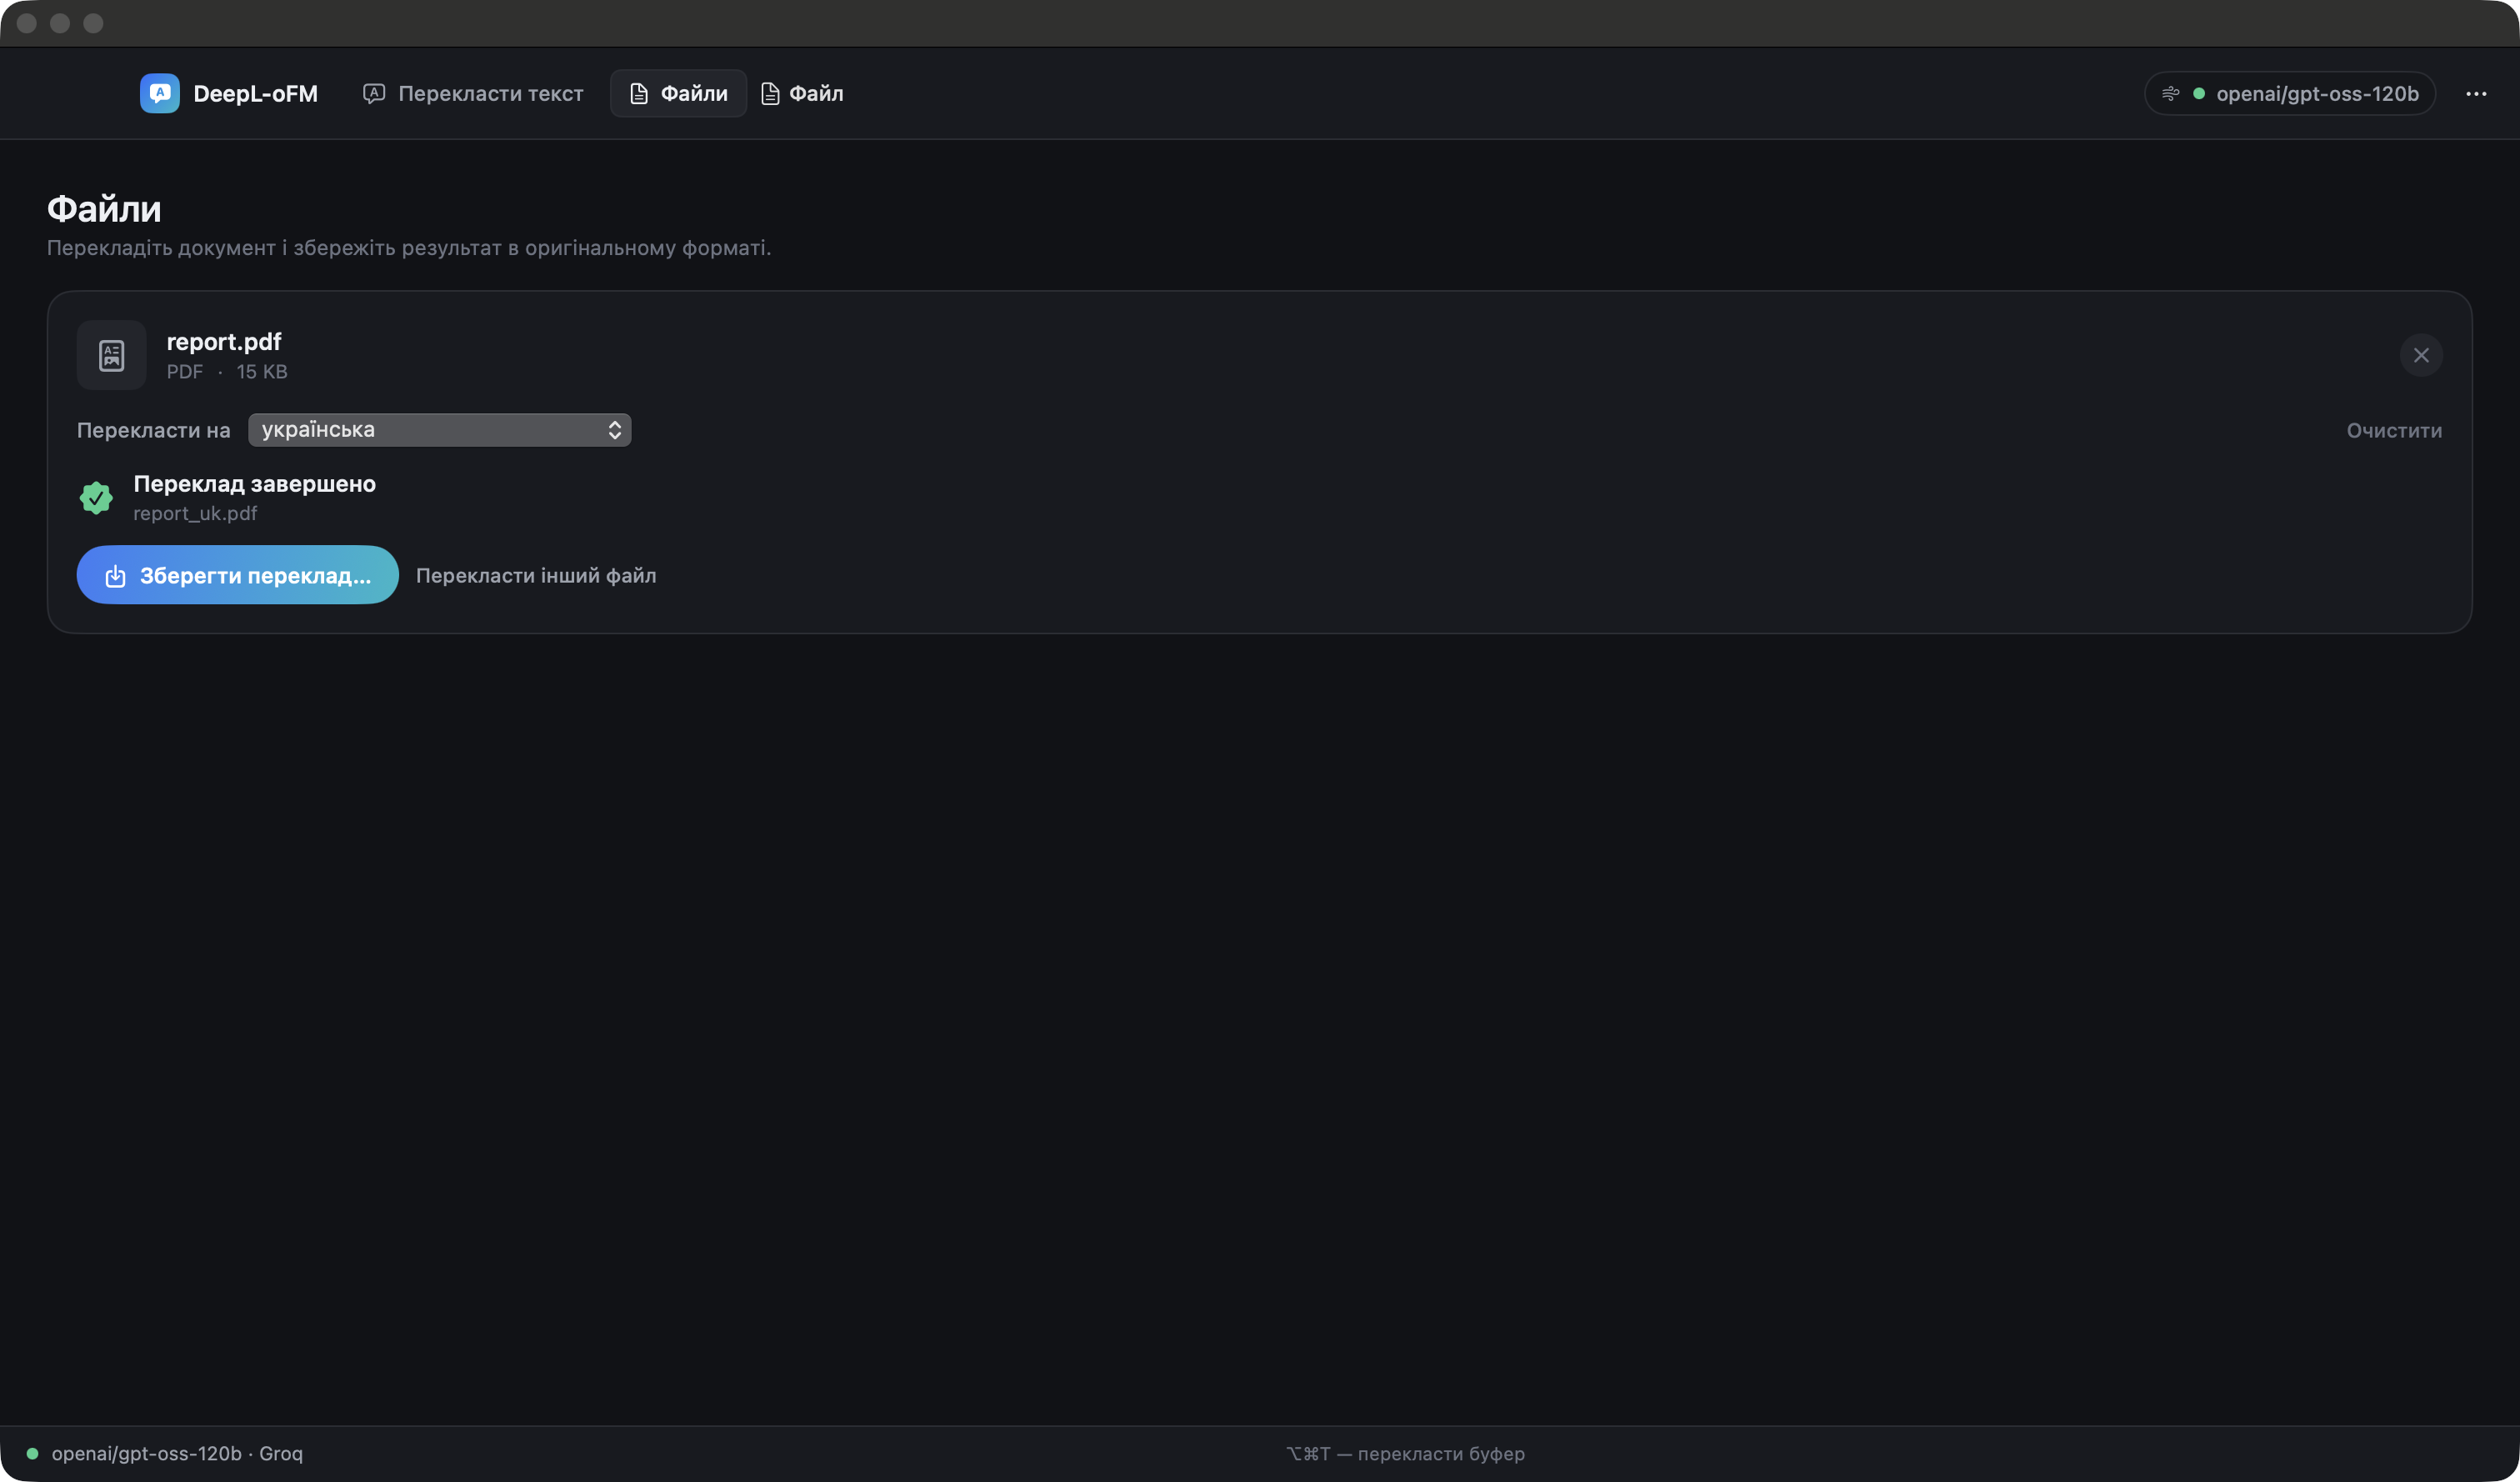 DeepL-oFM
Перекласти текст
Файли
Файл
openai/gpt-oss-120b
Файли
Перекладіть документ і збережіть результат в оригінальному форматі.
report.pdf
PDF · 15 KB
Перекласти на українська
Очистити
Переклад завершено
report_uk.pdf
Зберегти переклад...
Перекласти інший файл
openai/gpt-oss-120b · Groq
⌥⌘T — перекласти буфер